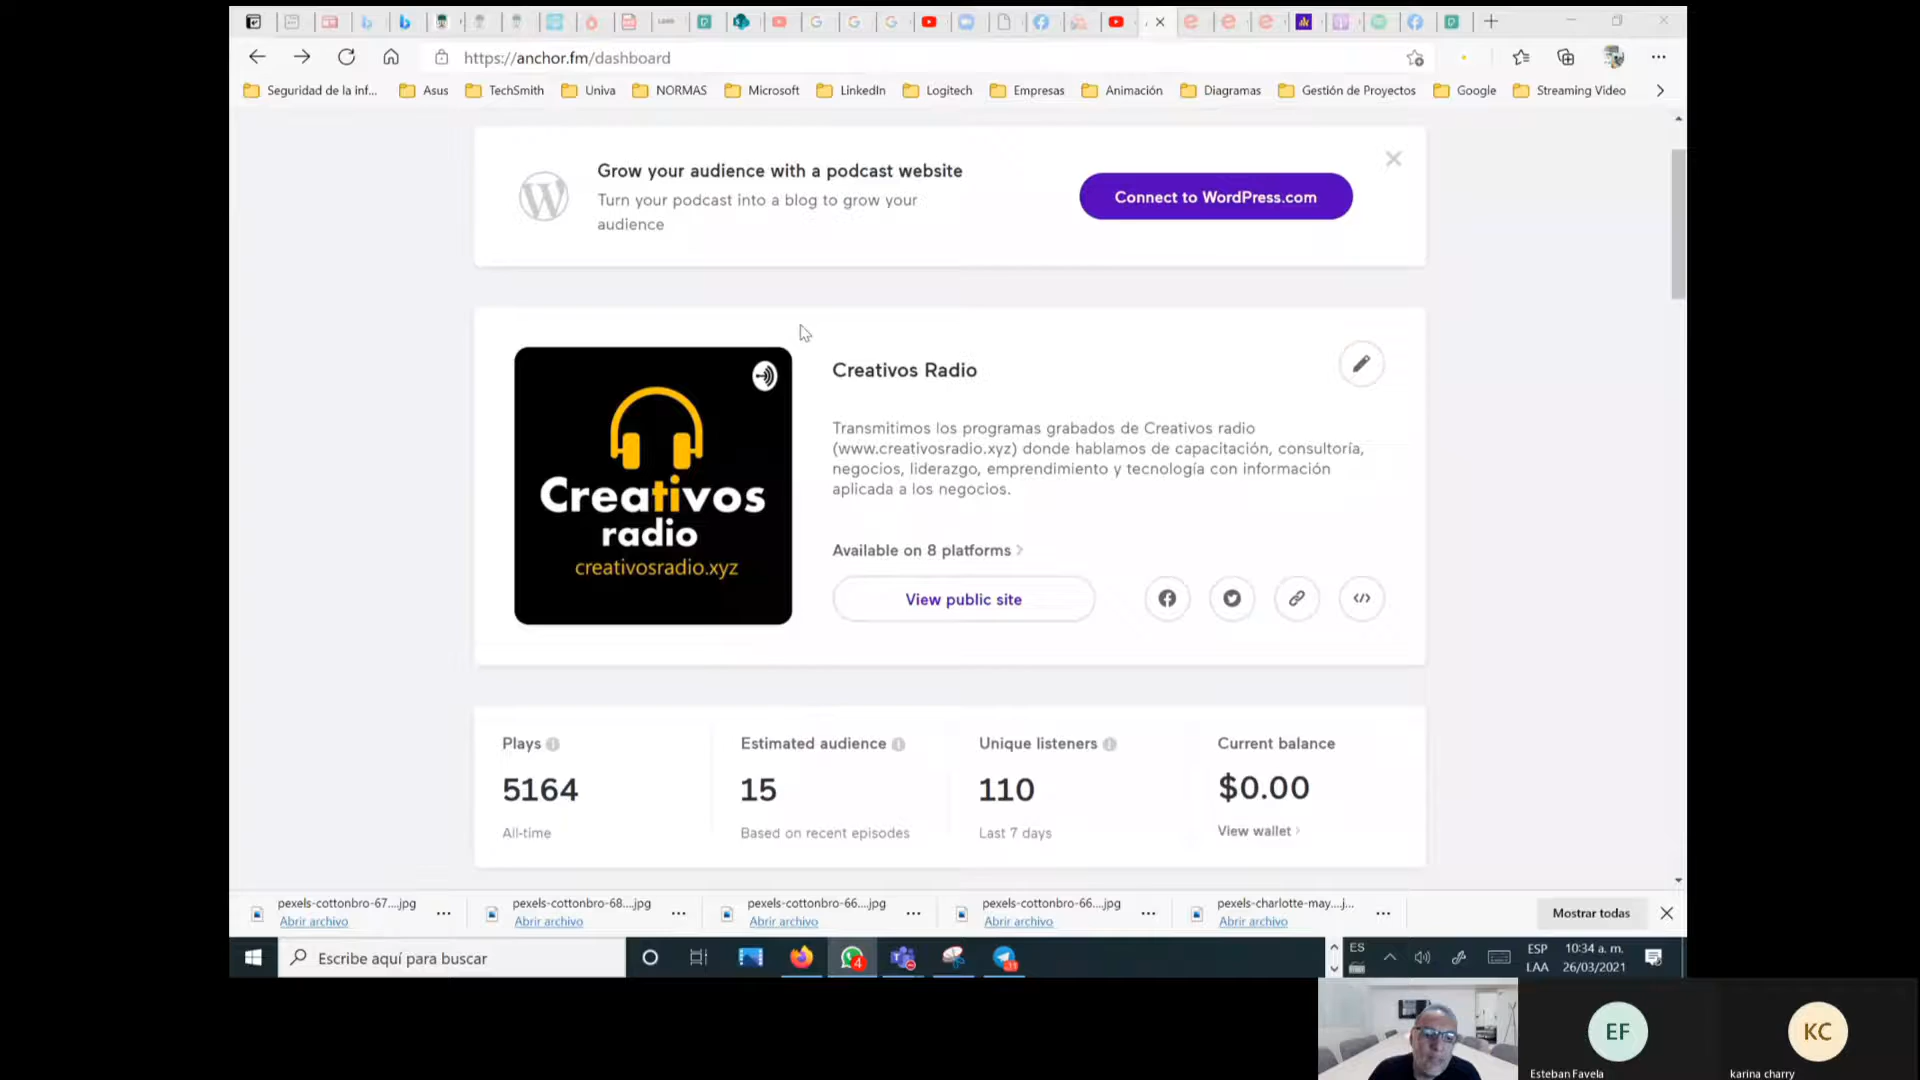 https://anchor.fm/dashboard
Seguridad de la inf...
Asus
TechSmith
Univa
NORMAS
Microsoft
LinkedIn
Logitech
Empresas
Animación
Diagramas
Gestión de Proyectos
Google
Streaming Video
Grow your audience with a podcast website
Turn your podcast into a blog to grow your
audience
Connect to WordPress.com
Creativos
radio
creativosradio.xyz
Creativos Radio
Transmitimos los programas grabados de Creativos radio
(www.creativosradio.xyz) donde hablamos de capacitación, consultoría,
negocios, liderazgo, emprendimiento y tecnología con información
aplicada a los negocios.
Available on 8 platforms
View public site
Plays
5164
All-time
Estimated audience
15
Based on recent episodes
Unique listeners
110
Last 7 days
Current balance
$0.00
View wallet
pexels-cottonbro-67....jpg
Abrir archivo
pexels-cottonbro-68....jpg
Abrir archivo
pexels-cottonbro-66....jpg
Abrir archivo
pexels-cottonbro-66....jpg
Abrir archivo
pexels-charlotte-may....j...
Abrir archivo
Mostrar todas
Escribe aquí para buscar
4
ES
ESP
LAA
10:34 a. m.
26/03/2021
EF
Esteban Favela
KC
karina charry